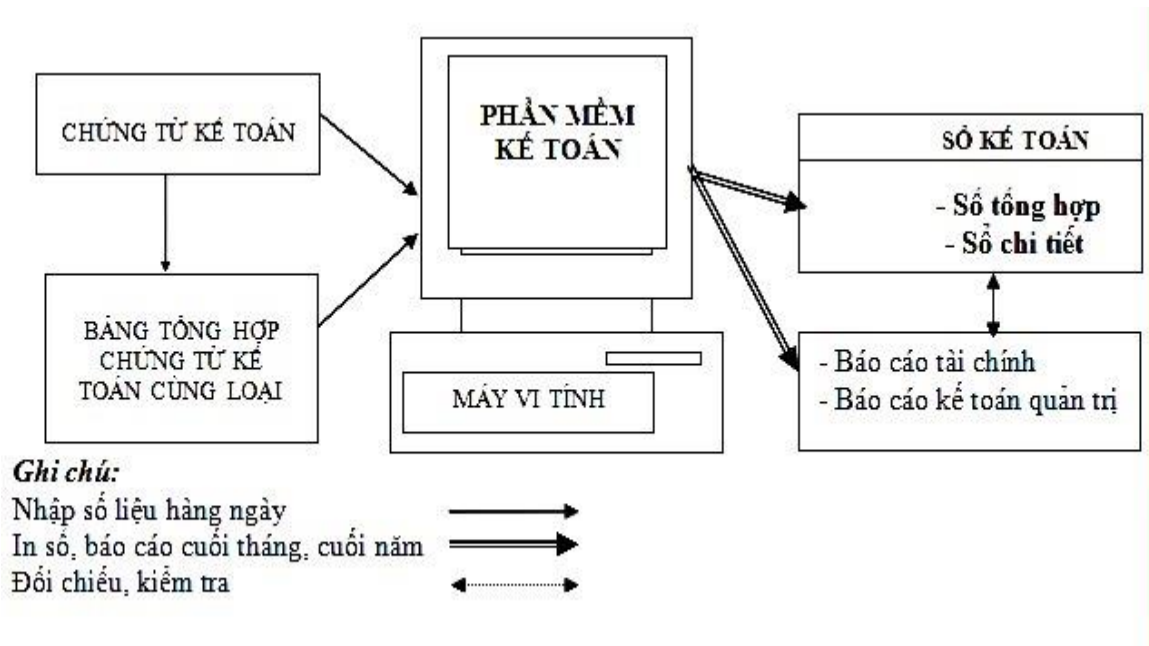 CHỨNG TỪ KẾ TOÁN
BẢNG TỔNG HỢP
CHỨNG TỪ KẾ
TOÁN CÙNG LOẠI
PHẦN MỀM
KẾ TOÁN
MÁY VI TÍNH
SỔ KẾ TOÁN
- Sổ tổng hợp
- Sổ chi tiết
- Báo cáo tài chính
- Báo cáo kế toán quản trị
Ghi chú:
Nhập số liệu hàng ngày
In sổ, báo cáo cuối tháng, cuối năm
Đối chiếu, kiểm tra